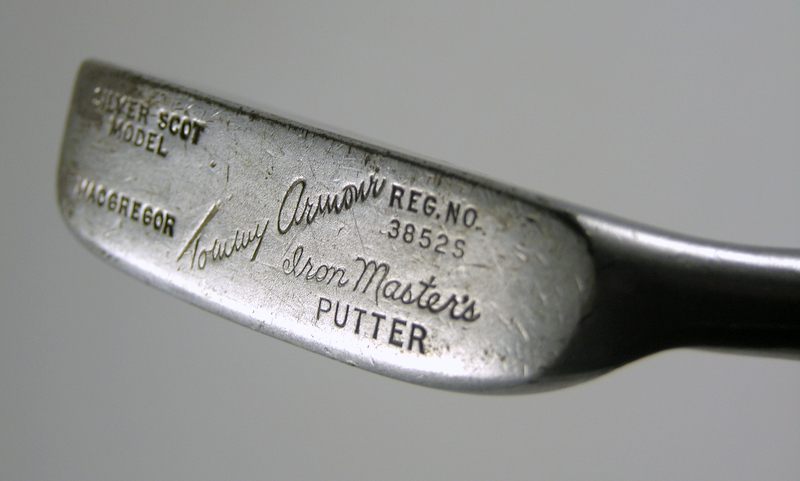 SILVER SCOT
MODEL
MACGREGOR
Tommy Armour
REG. NO.
3852S
Iron Master's
PUTTER